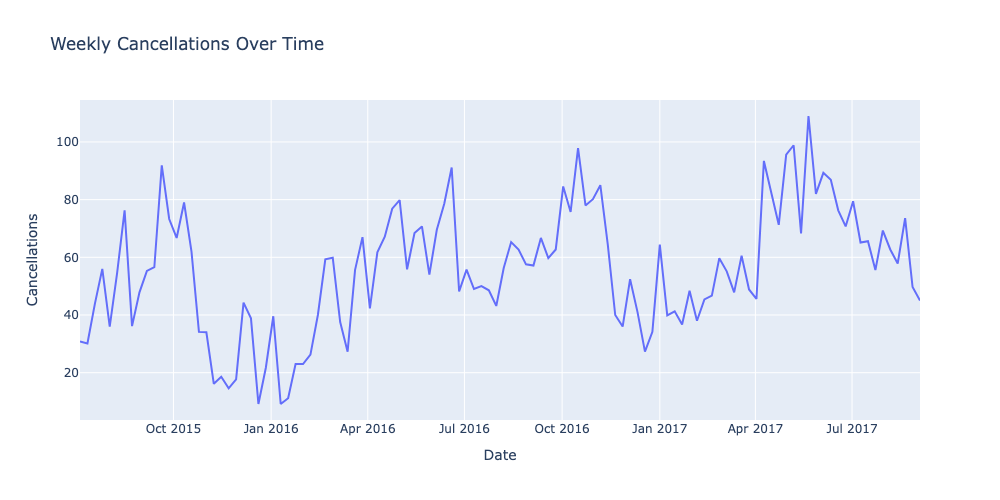 Weekly Cancellations Over Time
Cancellations
100
80
60
40
20
Oct 2015
Jan 2016
Apr 2016
Jul 2016
Oct 2016
Jan 2017
Apr 2017
Jul 2017
Date